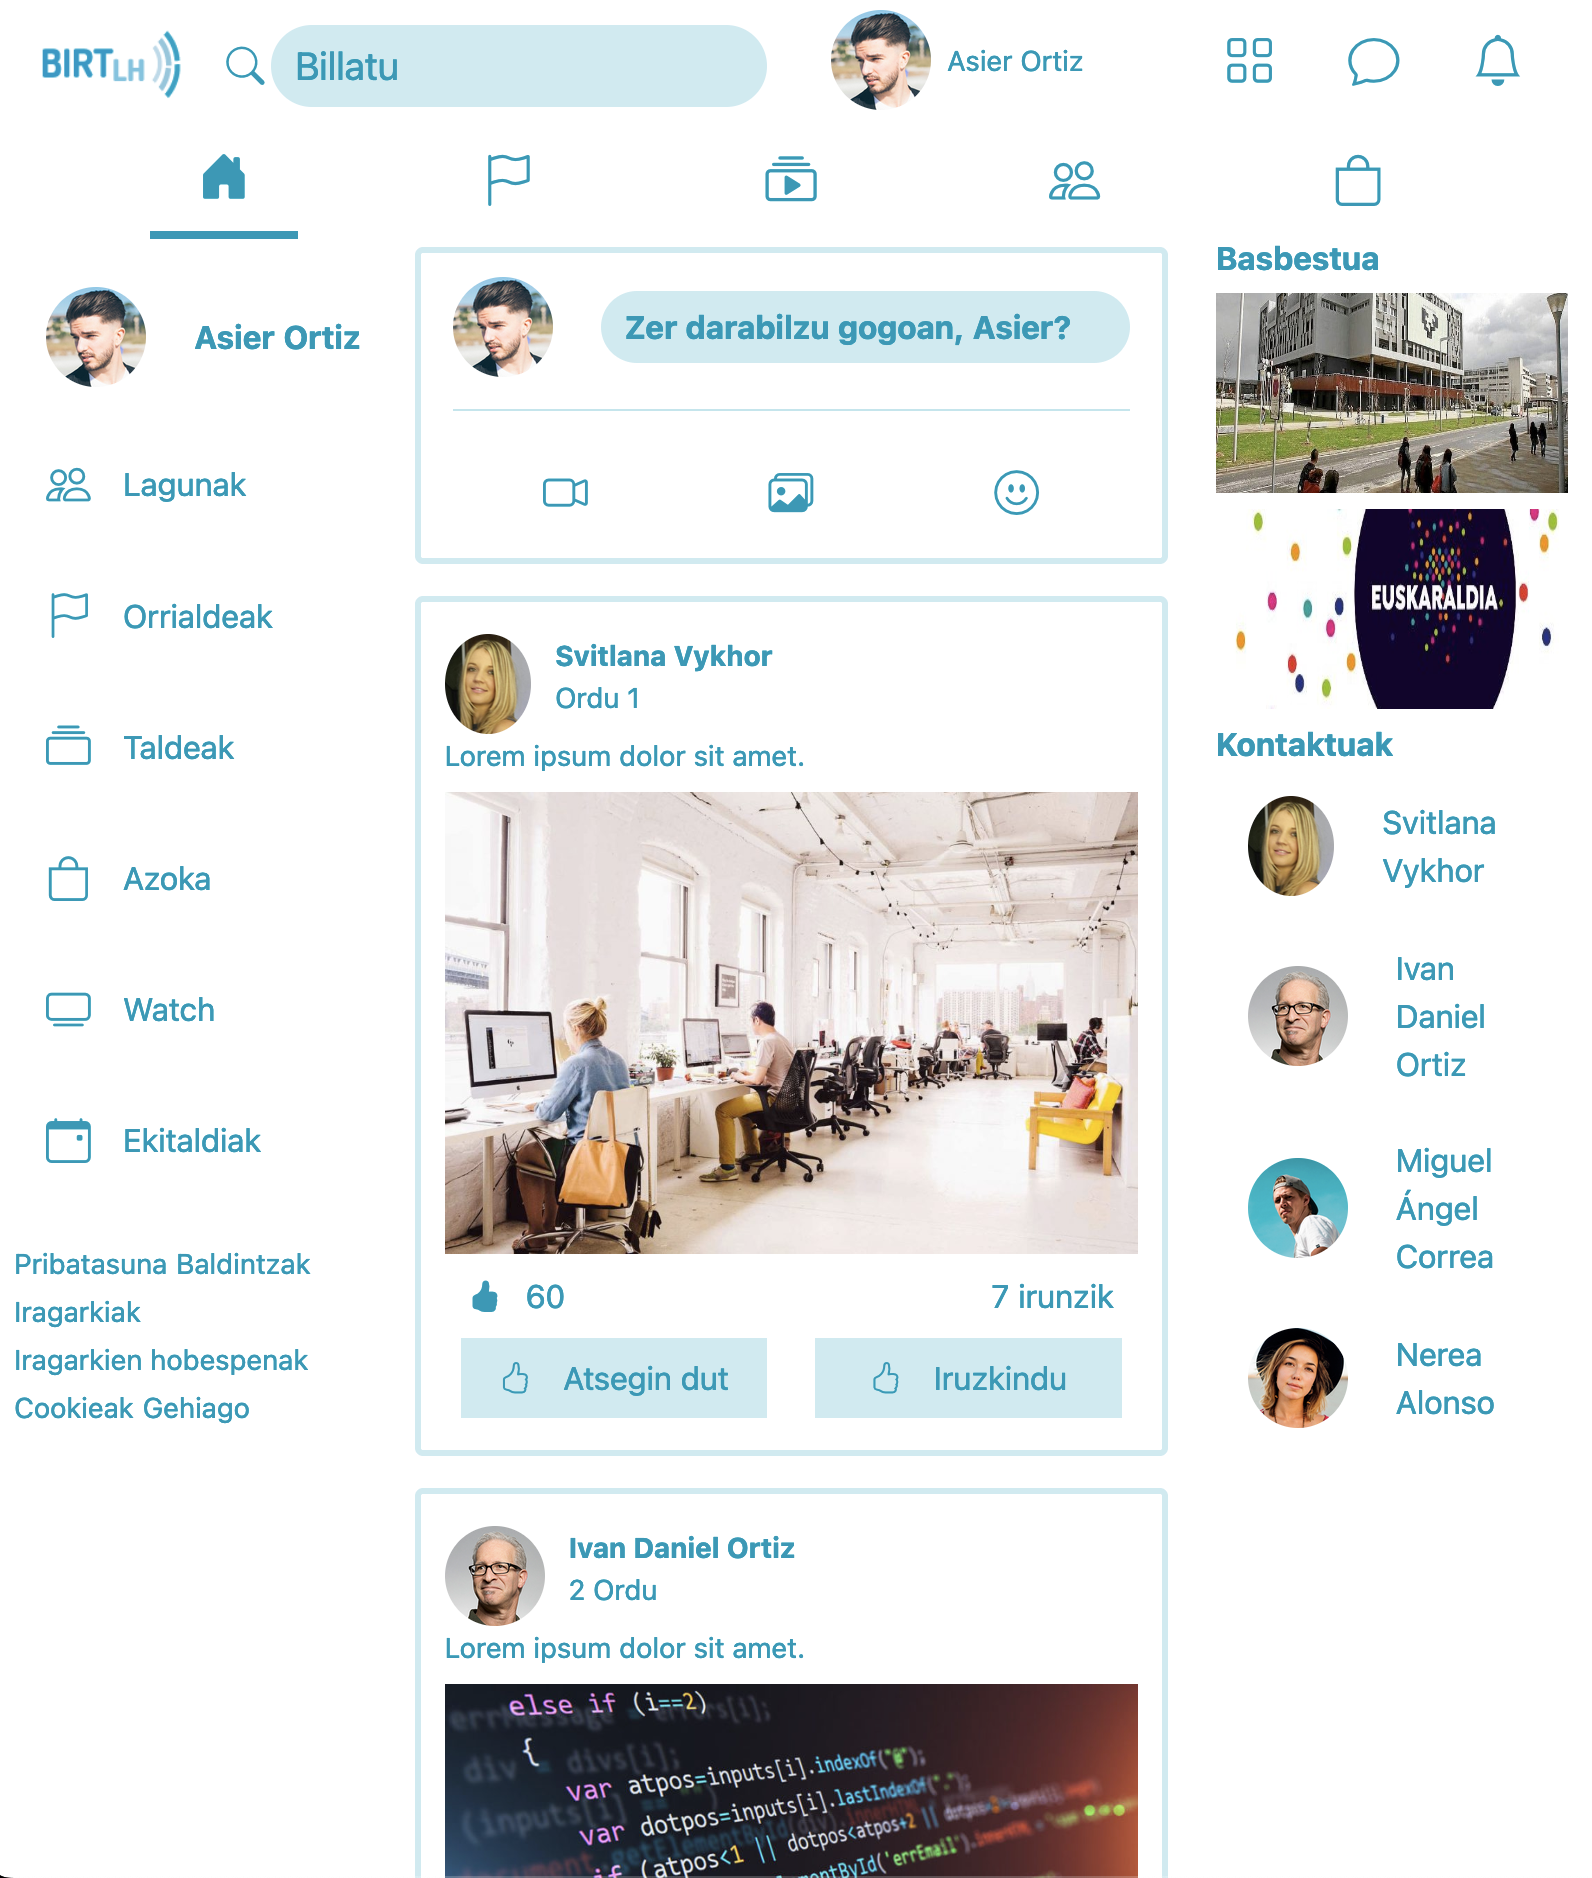 BIRT LH
Billatu
Asier Ortiz
Asier Ortiz
Lagunak
Orrialdeak
Taldeak
Azoka
Watch
Ekitaldiak
Pribatasuna Baldintzak
Iragarkiak
Iragarkien hobespenak
Cookieak Gehiago
Zer darabilzu gogoan, Asier?
Svitlana Vykhor
Ordu 1
Lorem ipsum dolor sit amet.
60
7 irunzik
Atsegin dut
Iruzkindu
Ivan Daniel Ortiz
2 Ordu
Lorem ipsum dolor sit amet.
else if (i==2)
{
var atpos=inputs[i].indexOf("@");
var dotpos=inputs[i].lastIndexOf(".");
if (atpos<1 || dotpos<atpos+2 ||
mentById('errEmail').
Basbestua
EUSKARALDIA
Kontaktuak
Svitlana
Vykhor
Ivan
Daniel
Ortiz
Miguel
Ángel
Correa
Nerea
Alonso